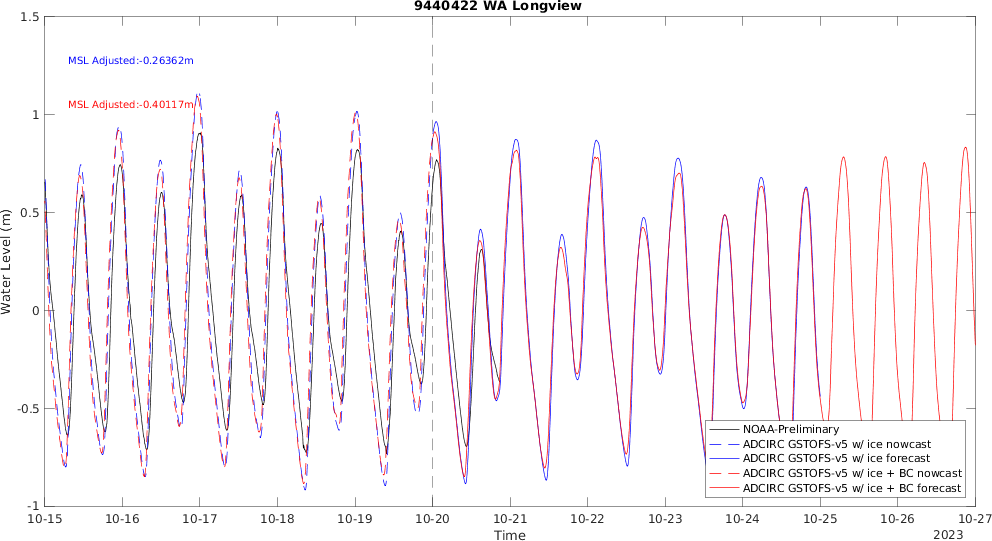 9440422 WA Longview
1.5
1
0.5
0
-0.5
-1
Water Level (m)
MSL Adjusted:-0.26362m
MSL Adjusted:-0.40117m
NOAA-Preliminary
ADCIRC GSTOFS-v5 w/ ice nowcast
ADCIRC GSTOFS-v5 w/ ice forecast
ADCIRC GSTOFS-v5 w/ ice + BC nowcast
ADCIRC GSTOFS-v5 w/ ice + BC forecast
10-15 10-16 10-17 10-18 10-19 10-20 10-21 10-22 10-23 10-24 10-25 10-26 10-27
Time
2023